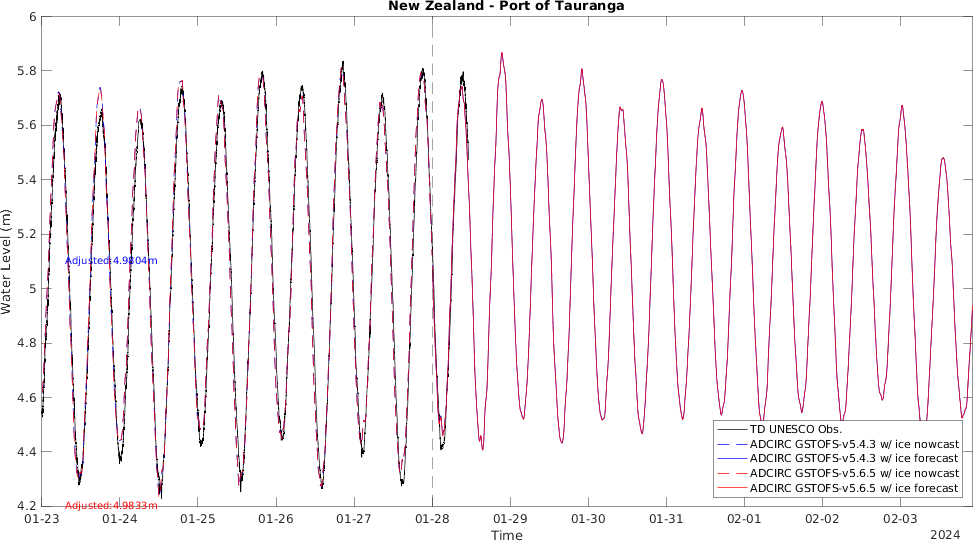 New Zealand - Port of Tauranga
6
5.8
5.6
5.4
5.2
5
4.8
4.6
4.4
4.2
Water Level (m)
Adjusted:4.9804m
Adjusted:4.9833m
TD UNESCO Obs.
ADCIRC GSTOFS-v5.4.3 w/ ice nowcast
ADCIRC GSTOFS-v5.4.3 w/ ice forecast
ADCIRC GSTOFS-v5.6.5 w/ ice nowcast
ADCIRC GSTOFS-v5.6.5 w/ ice forecast
01-23 01-24 01-25 01-26 01-27 01-28 01-29 01-30 01-31 02-01 02-02 02-03
Time
2024